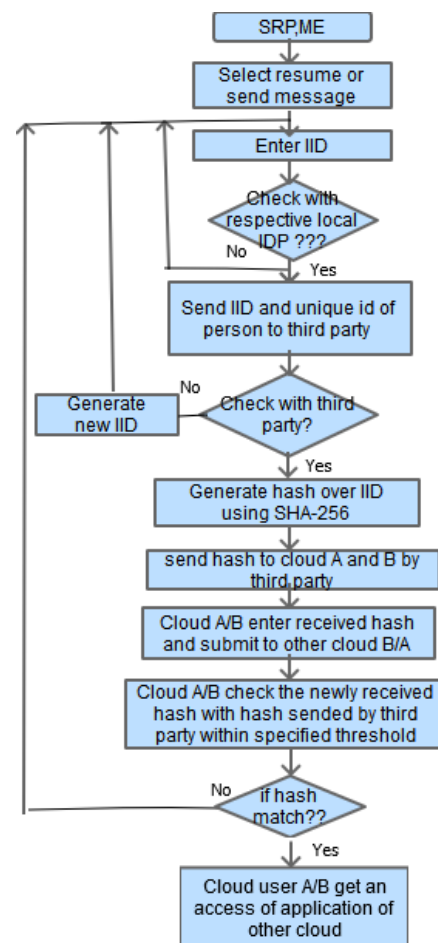 SRP,ME
Select resume or
send message
Enter IID
Check with
respective local
IDP ???
No
Yes
Send IID and unique id of
person to third party
No
Generate
new IID
Check with third
party?
Yes
Generate hash over IID
using SHA-256
send hash to cloud A and B by
third party
Cloud A/B enter received hash
and submit to other cloud B/A
Cloud A/B check the newly received
hash with hash sended by third
party within specified threshold
No
if hash
match??
Yes
Cloud user A/B get an
access of application of
other cloud